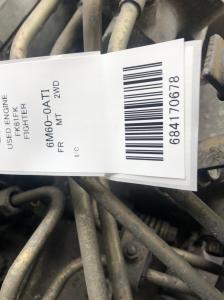 USED ENGINE
FK61FK
FIGHTER
6M60-0AT1
FR MT 2WD
I/C
684170678